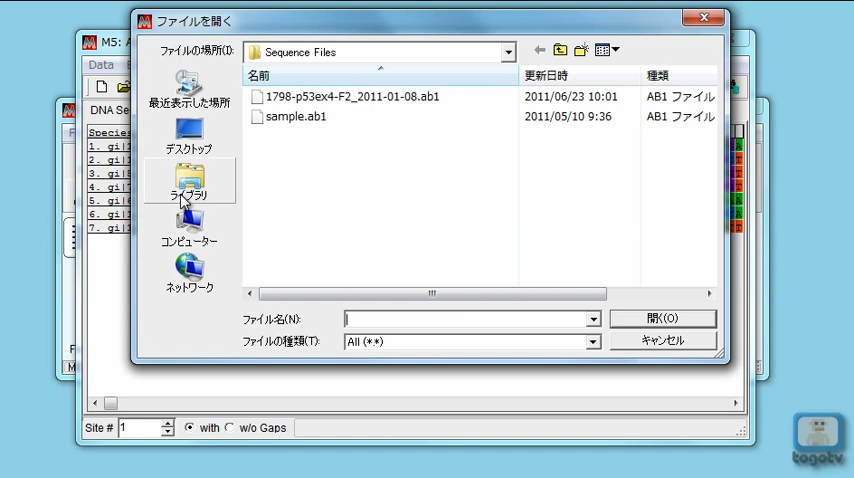 ファイルを開く
M5: A
Data
ファイルの場所(I):
Sequence Files
最近表示した場所
デスクトップ
ライブラリ
コンピューター
ネットワーク
名前 更新日時 種類
1798-p53ex4-F2_2011-01-08.ab1 2011/06/23 10:01 AB1 ファイル
sample.ab1 2011/05/10 9:36 AB1 ファイル
ファイル名(N): 開く(O)
ファイルの種類(T): All (*.*) キャンセル
DNA Se
Species
1. gi|1
2. gi|1
3. gi|5
4. gi|7
5. gi|6
6. gi|1
7. gi|1
Site # 1 with w/o Gaps
togotv